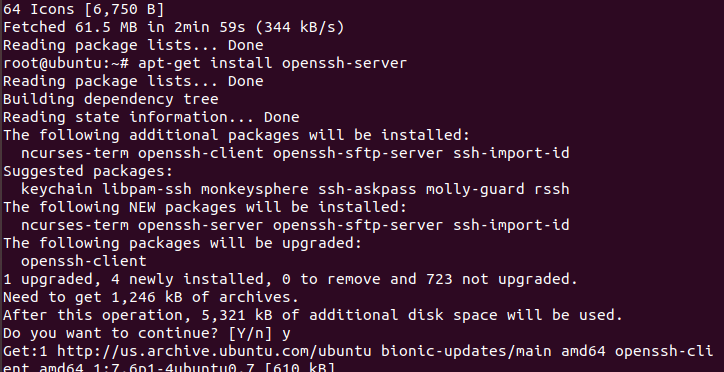 64 Icons [6,750 B]
Fetched 61.5 MB in 2min 59s (344 kB/s)
Reading package lists... Done
root@ubuntu:~# apt-get install openssh-server
Reading package lists... Done
Building dependency tree
Reading state information... Done
The following additional packages will be installed:
  ncurses-term openssh-client openssh-sftp-server ssh-import-id
Suggested packages:
  keychain libpam-ssh monkeysphere ssh-askpass molly-guard rssh
The following NEW packages will be installed:
  ncurses-term openssh-server openssh-sftp-server ssh-import-id
The following packages will be upgraded:
  openssh-client
1 upgraded, 4 newly installed, 0 to remove and 723 not upgraded.
Need to get 1,246 kB of archives.
After this operation, 5,321 kB of additional disk space will be used.
Do you want to continue? [Y/n] y
Get:1 http://us.archive.ubuntu.com/ubuntu bionic-updates/main amd64 openssh-cli
ent amd64 1:7.6p1-4ubuntu0.7 [610 kB]